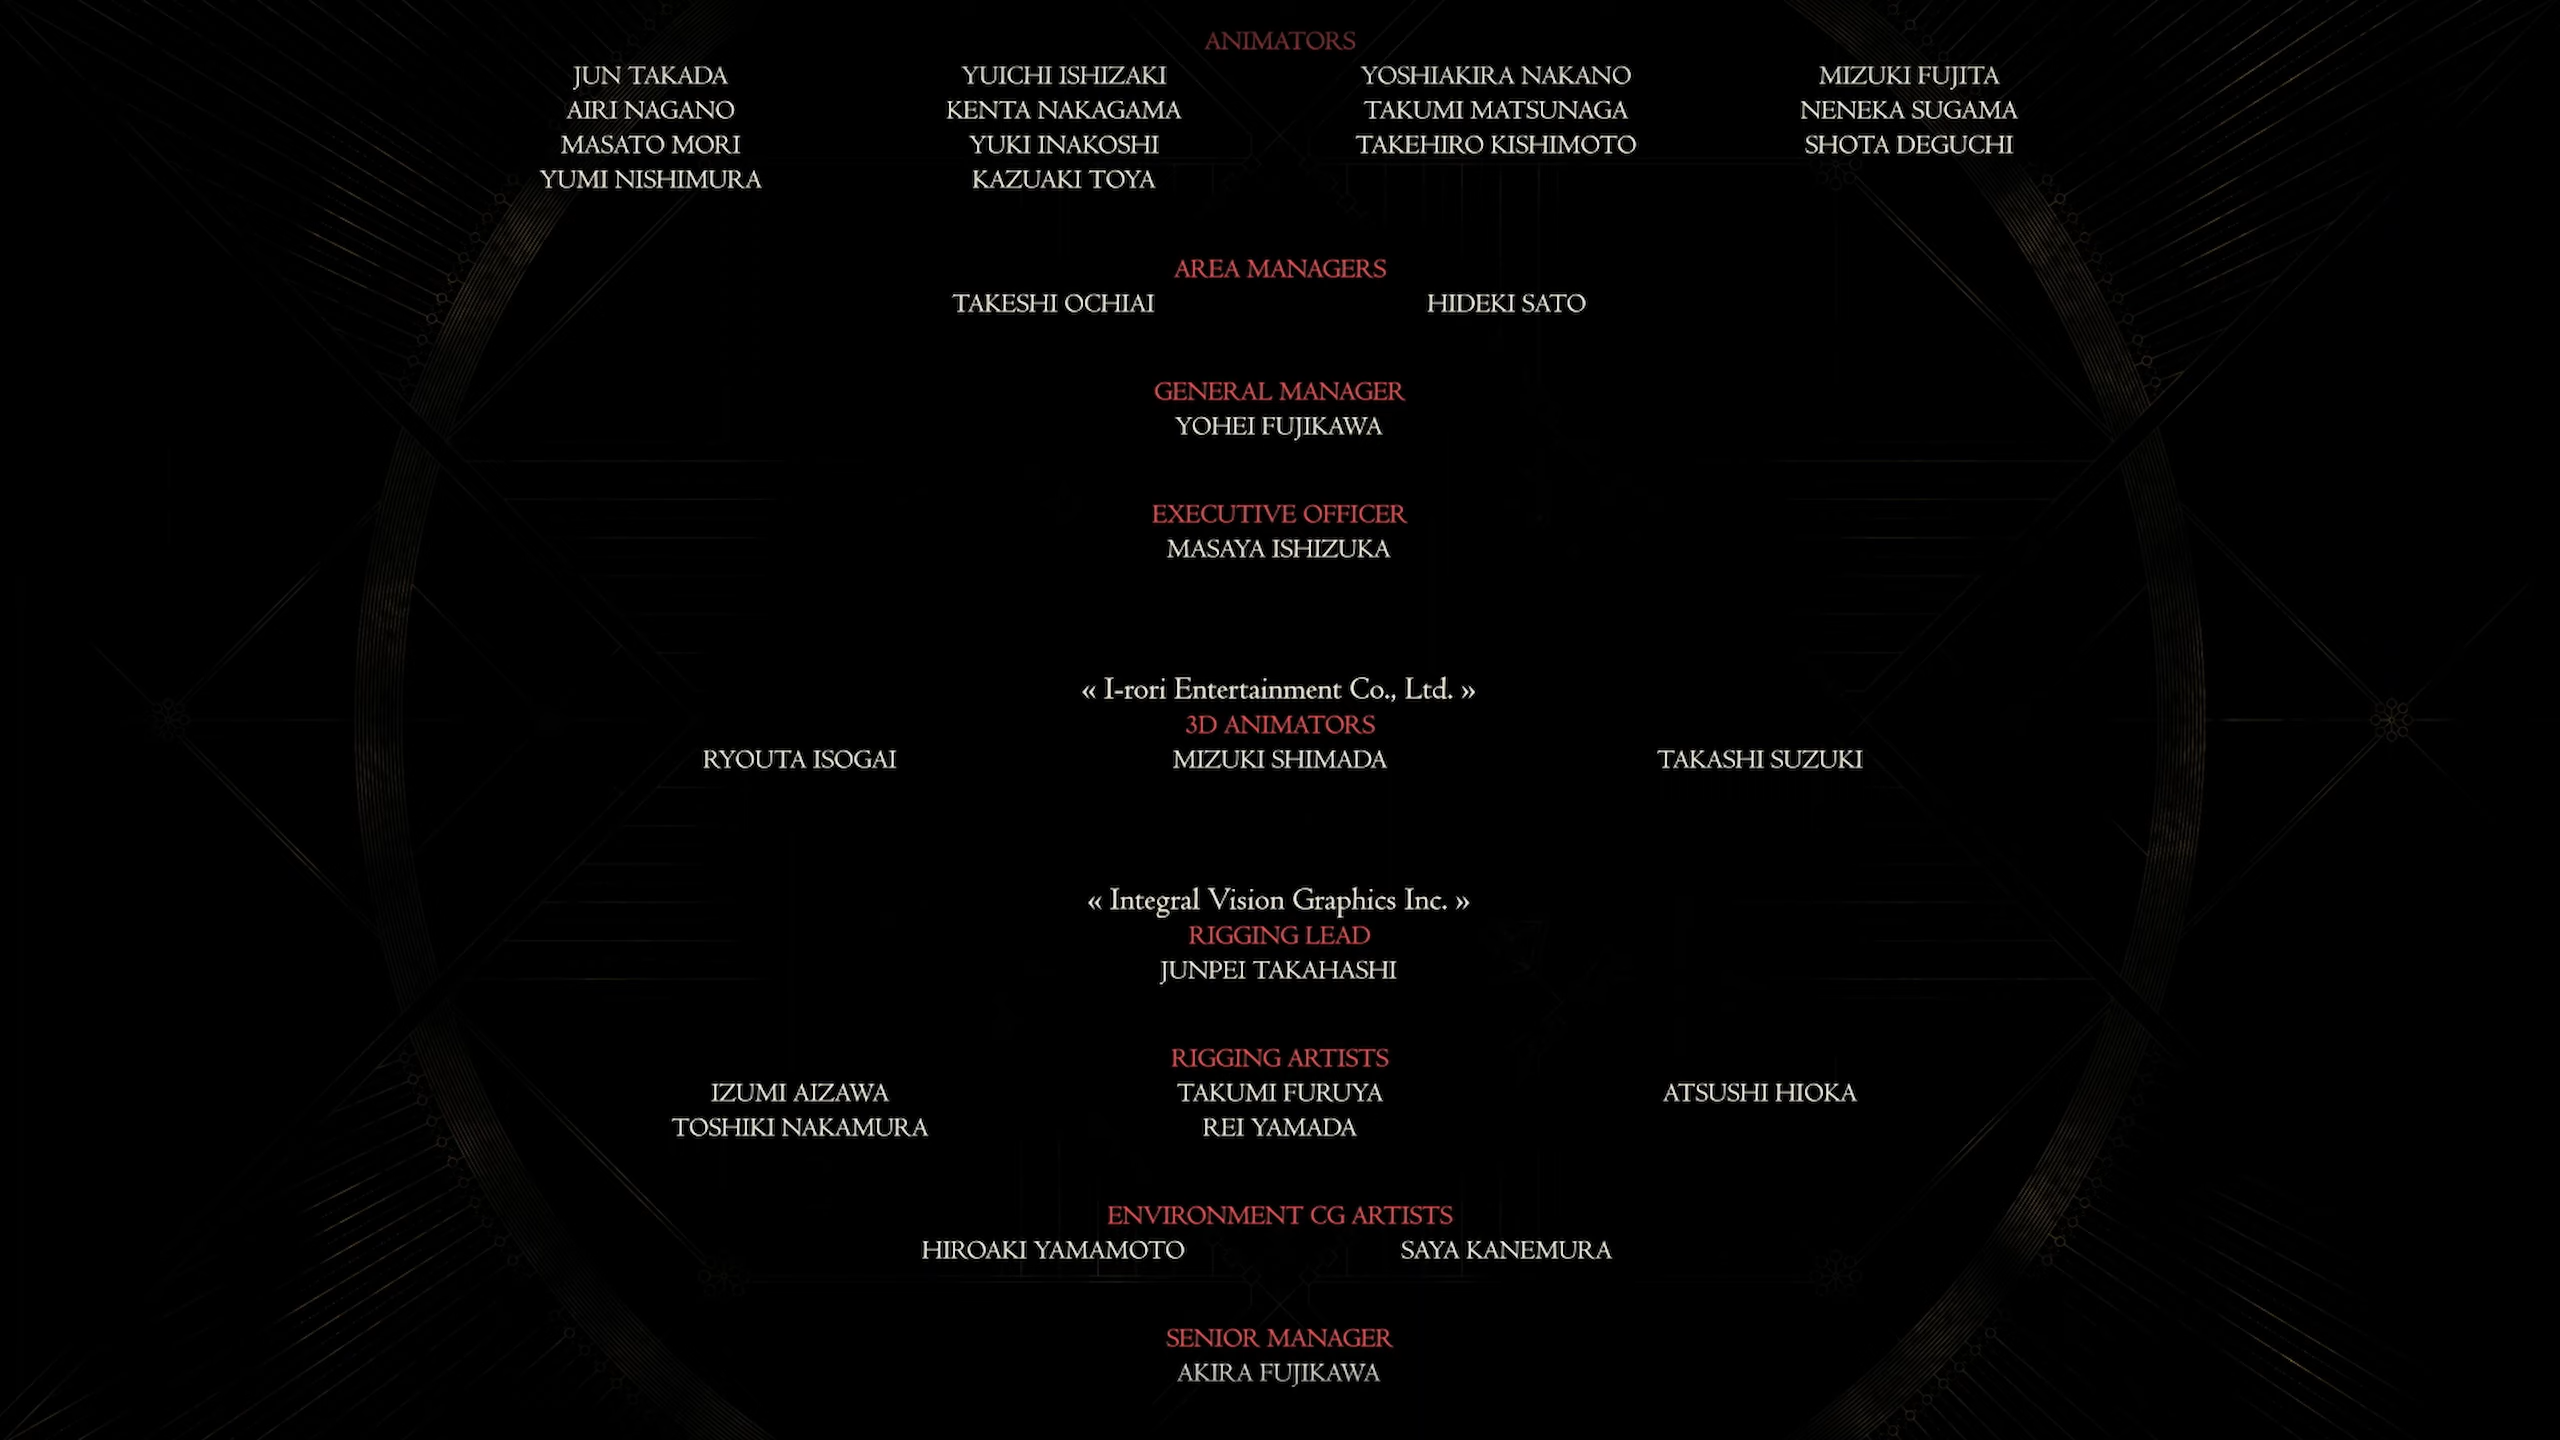 ANIMATORS
JUN TAKADA YUICHI ISHIZAKI YOSHIAKIRA NAKANO MIZUKI FUJITA
AIRI NAGANO KENTA NAKAGAMA TAKUMI MATSUNAGA NENEKA SUGAMA
MASATO MORI YUKI INAKOSHI TAKEHIRO KISHIMOTO SHOTA DEGUCHI
YUMI NISHIMURA KAZUAKI TOYA
AREA MANAGERS
TAKESHI OCHIAI HIDEKI SATO
GENERAL MANAGER
YOHEI FUJIKAWA
EXECUTIVE OFFICER
MASAYA ISHIZUKA
« I-rori Entertainment Co., Ltd. »
3D ANIMATORS
RYOUTA ISOGAI MIZUKI SHIMADA TAKASHI SUZUKI
« Integral Vision Graphics Inc. »
RIGGING LEAD
JUNPEI TAKAHASHI
RIGGING ARTISTS
IZUMI AIZAWA TAKUMI FURUYA ATSUSHI HIOKA
TOSHIKI NAKAMURA REI YAMADA
ENVIRONMENT CG ARTISTS
HIROAKI YAMAMOTO SAYA KANEMURA
SENIOR MANAGER
AKIRA FUJIKAWA